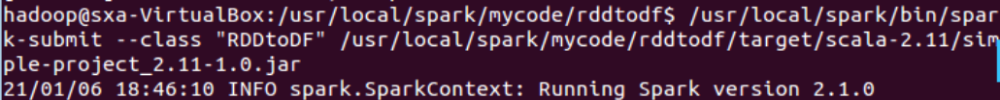 hadoop@sxa-VirtualBox:/usr/local/spark/mycode/rddtodf$ /usr/local/spark/bin/spar
k-submit --class "RDDtoDF" /usr/local/spark/mycode/rddtodf/target/scala-2.11/sim
ple-project_2.11-1.0.jar
21/01/06 18:46:10 INFO spark.SparkContext: Running Spark version 2.1.0